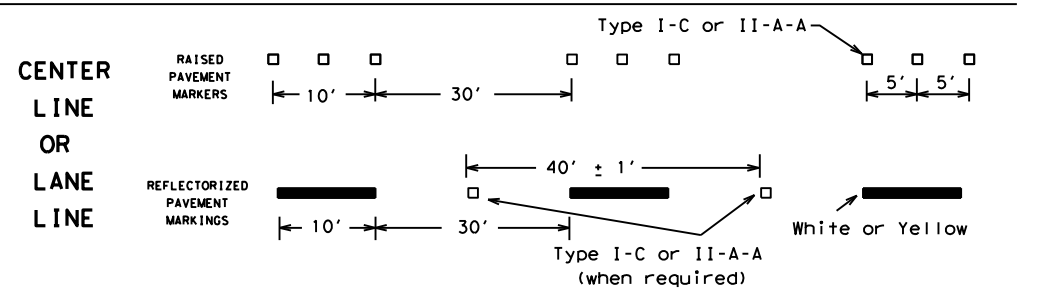 Type I-C or II-A-A
CENTER
LINE
OR
LANE
LINE
RAISED
PAVEMENT
MARKERS
10'
30'
5'
5'
REFLECTORIZED
PAVEMENT
MARKINGS
40' ± 1'
10'
30'
Type I-C or II-A-A
(when required)
White or Yellow